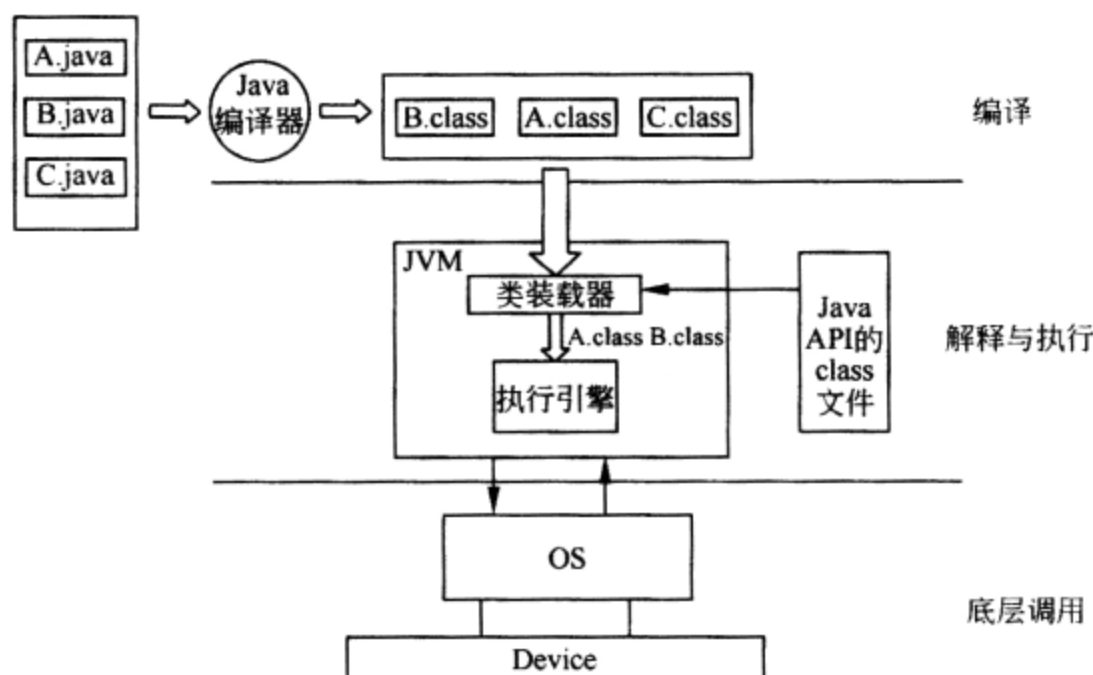 A.java
B.java
C.java
Java
编译器
B.class
A.class
C.class
编译
JVM
类装载器
A.class B.class
执行引擎
Java
API的
class
文件
解释与执行
OS
底层调用
Device